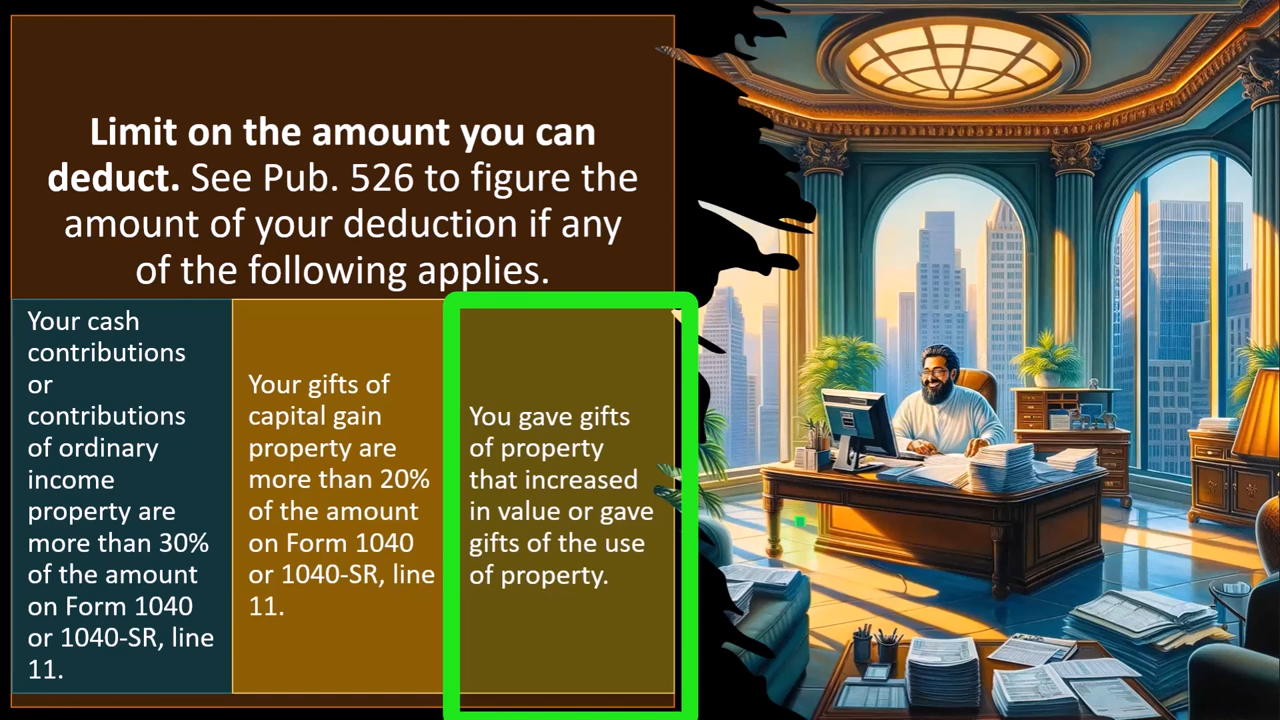 Limit on the amount you can
deduct. See Pub. 526 to figure the
amount of your deduction if any
of the following applies.
Your cash
contributions
or
contributions
of ordinary
income
property are
more than 30%
of the amount
on Form 1040
or 1040-SR, line
11.
Your gifts of
capital gain
property are
more than 20%
of the amount
on Form 1040
or 1040-SR, line
11.
You gave gifts
of property
that increased
in value or gave
gifts of the use
of property.